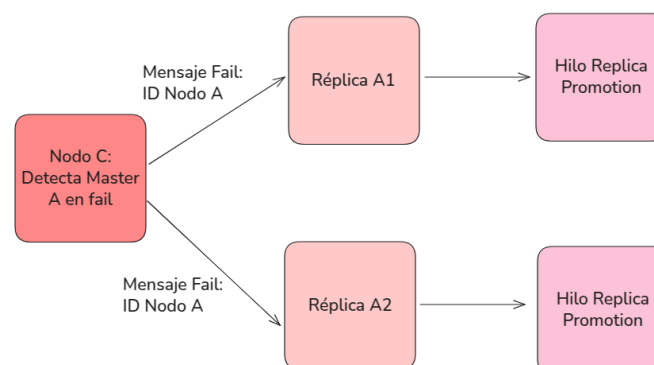 Mensaje Fail:
ID Nodo A
Réplica A1
Hilo Replica
Promotion
Nodo C:
Detecta Master
A en fail
Mensaje Fail:
ID Nodo A
Réplica A2
Hilo Replica
Promotion